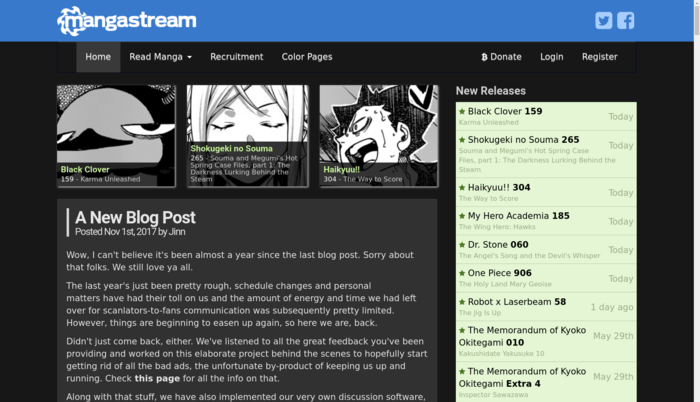 mangastream
Home Read Manga Recruitment Color Pages Donate Login Register
Black Clover
159 - Karma Unleashed
Shokugeki no Souma
265 - Souma and Megumi's Hot
Spring Case Files, part 1: The
Darkness Lurking Behind the
Steam
Haikyuu!!
304 - The Way to Score
A New Blog Post
Posted Nov 1st, 2017 by Jinn
Wow, I can't believe it's been almost a year since the last blog post. Sorry about
that folks. We still love ya all.
The last year's just been pretty rough, schedule changes and personal
matters have had their toll on us and the amount of energy and time we had left
over for scanlators-to-fans communication was subsequently pretty limited.
However, things are beginning to ease up again, so here we are, back.
Didn't just come back, either. We've listened to all the great feedback you've been
providing and worked on this elaborate project behind the scenes to hopefully start
getting rid of all the bad ads, the unfortunate by-product of keeping us up and
running. Check this page for all the info on that.
Along with that stuff, we have also implemented our very own discussion software,
New Releases
Black Clover 159 Today
Karma Unleashed
Shokugeki no Souma 265 Today
Souma and Megumi's Hot Spring Case
Files, part 1: The Darkness Lurking Behind the
Steam
Haikyuu!! 304 Today
The Way to Score
My Hero Academia 185 Today
The Wing Hero: Hawks
Dr. Stone 060 Today
The Angel's Song and the Devil's Whisper
One Piece 906 Today
The Holy Land Mary Geoise
Robot x Laserbeam 58 1 day ago
The Jig Is Up
The Memorandum of Kyoko May 29th
Okitegami 010
Kakushidate Yakusuke 10
The Memorandum of Kyoko May 29th
Okitegami Extra 4
Inspector Sawazawa